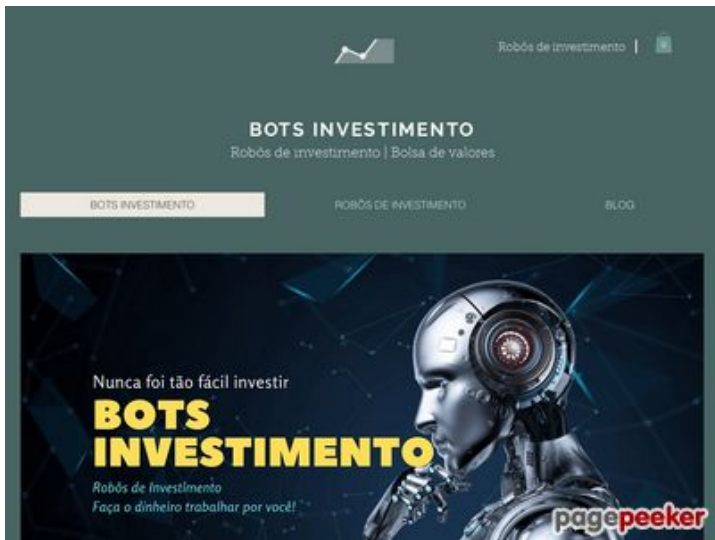 Robôs de investimento |
BOTS INVESTIMENTO
Robôs de investimento | Bolsa de valores
BOTS INVESTIMENTO
ROBÔS DE INVESTIMENTO
BLOG
Nunca foi tão fácil investir
BOTS
INVESTIMENTO
Robôs de Investimento
Faça o dinheiro trabalhar por você!
pagepeeker